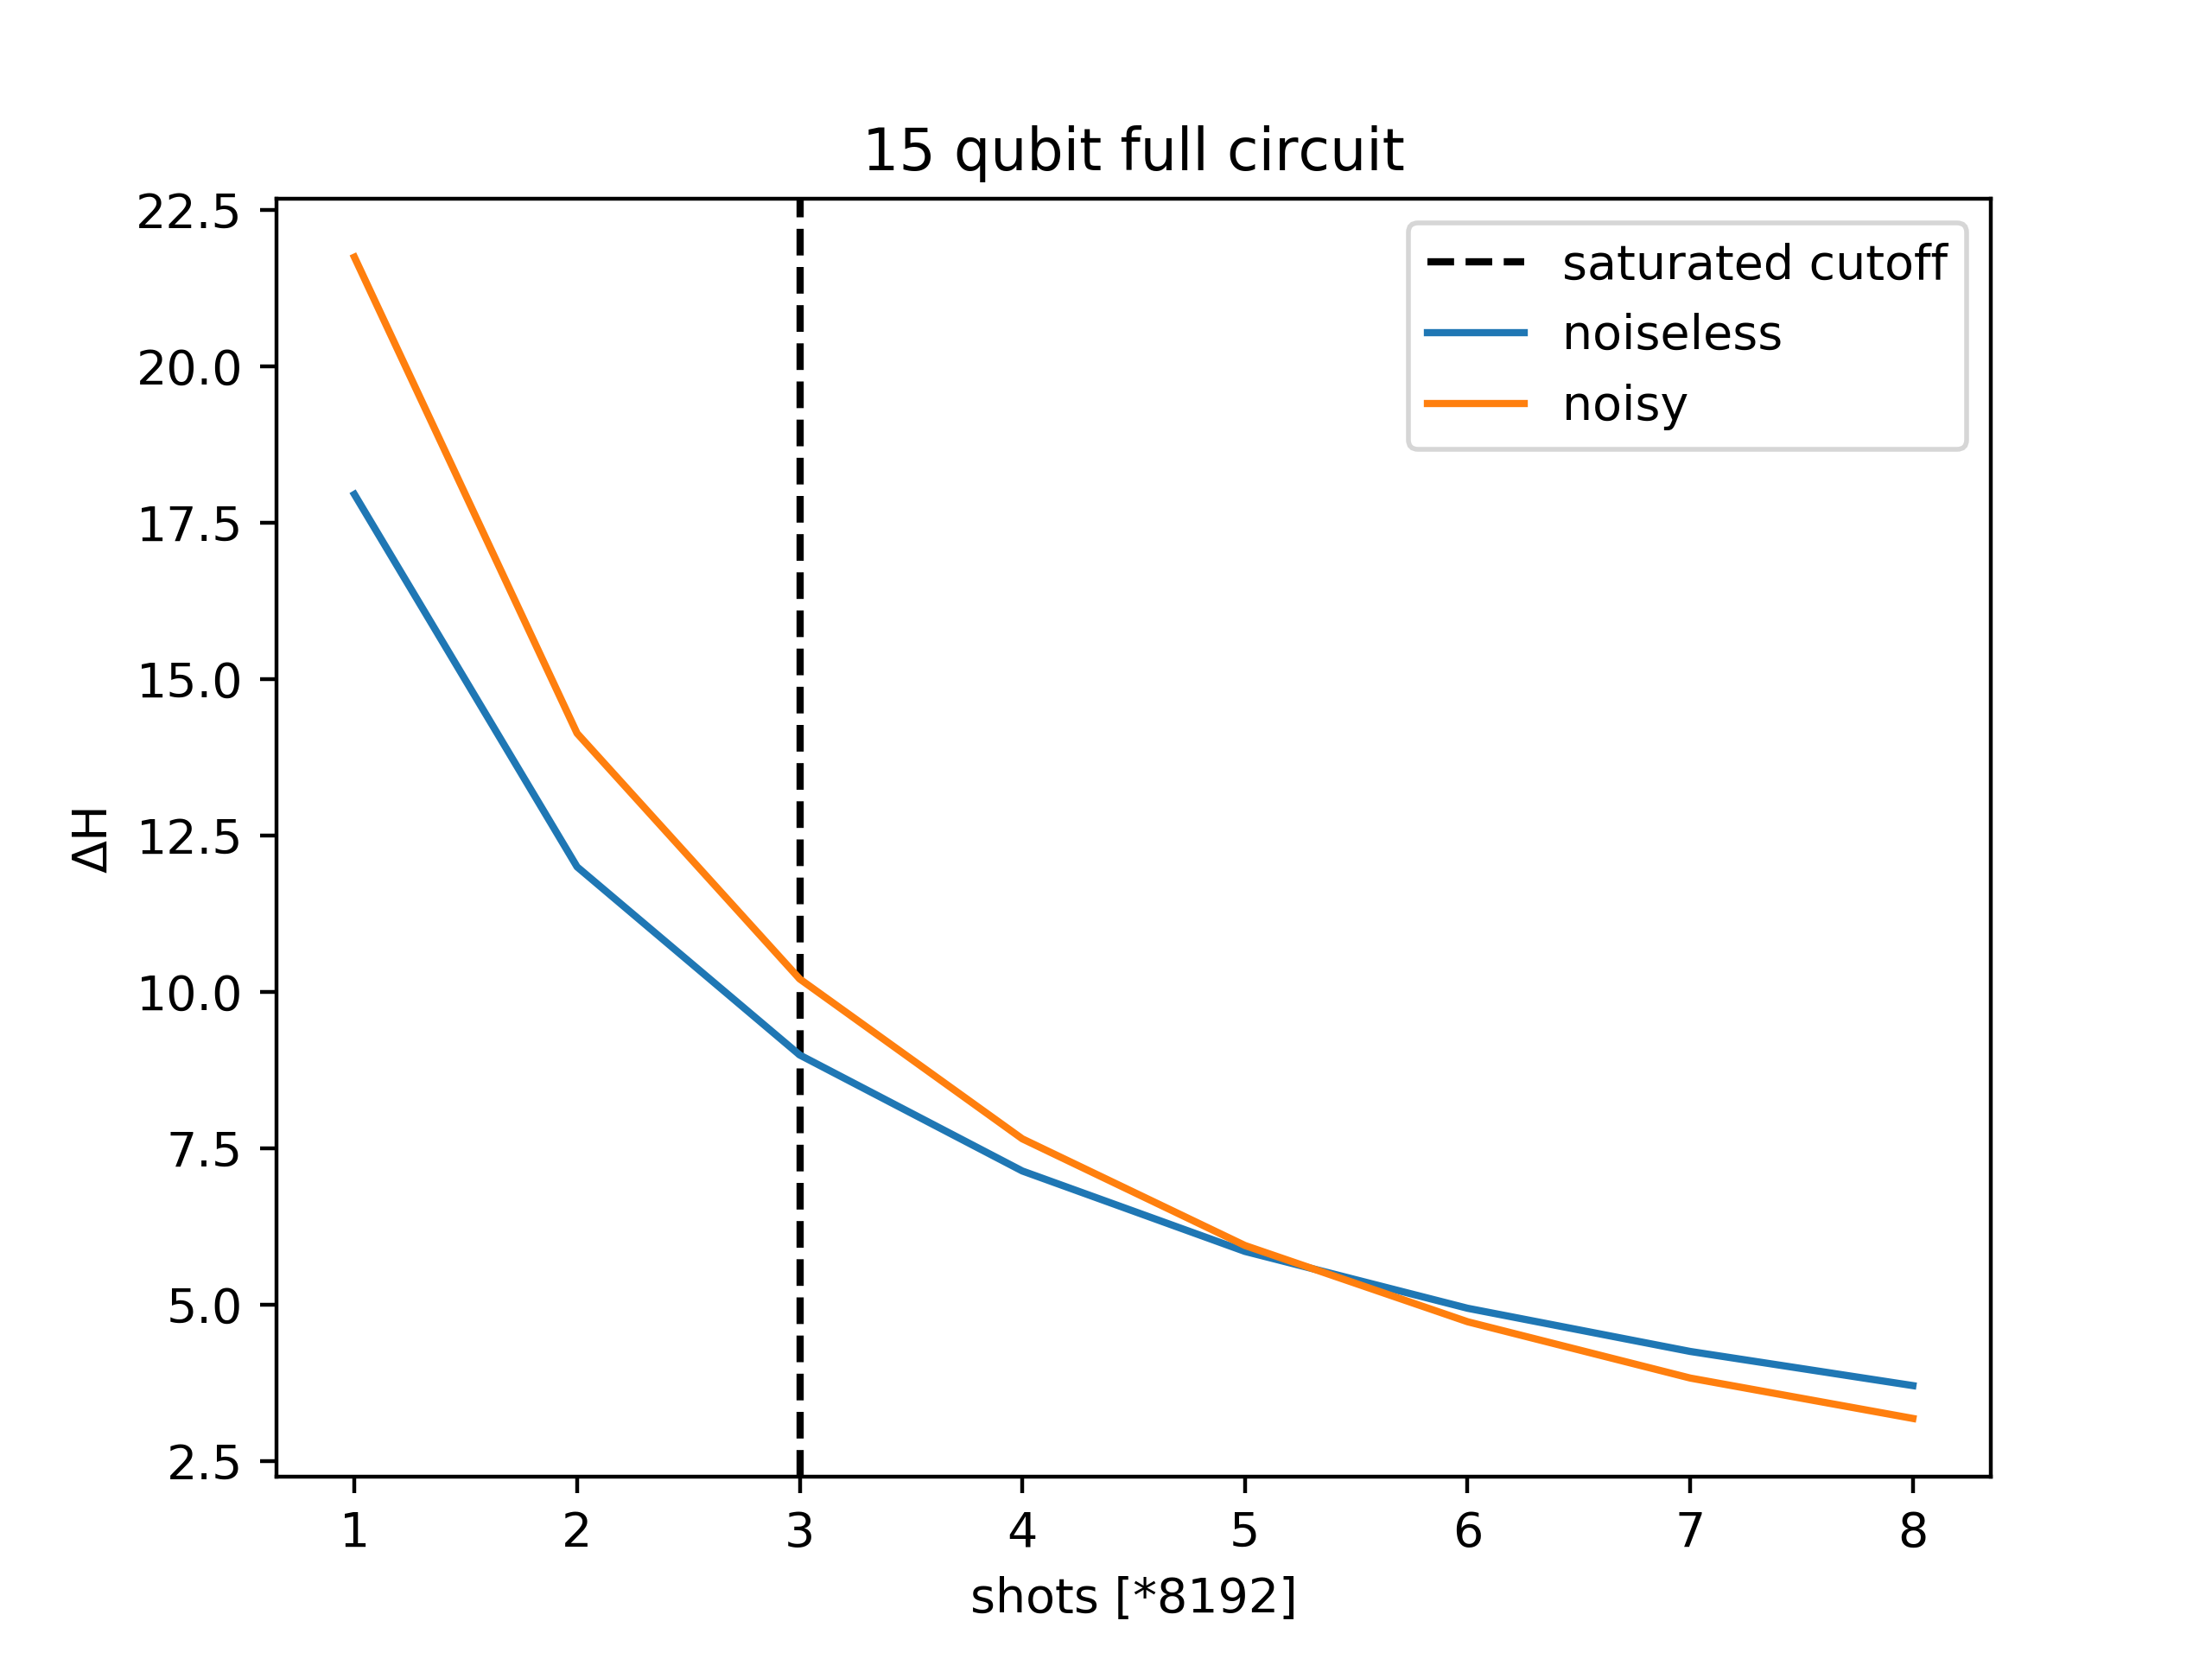 15 qubit full circuit
22.5
20.0
17.5
15.0
12.5
10.0
7.5
5.0
2.5
ΔH
saturated cutoff
noiseless
noisy
1 2 3 4 5 6 7 8
shots [*8192]